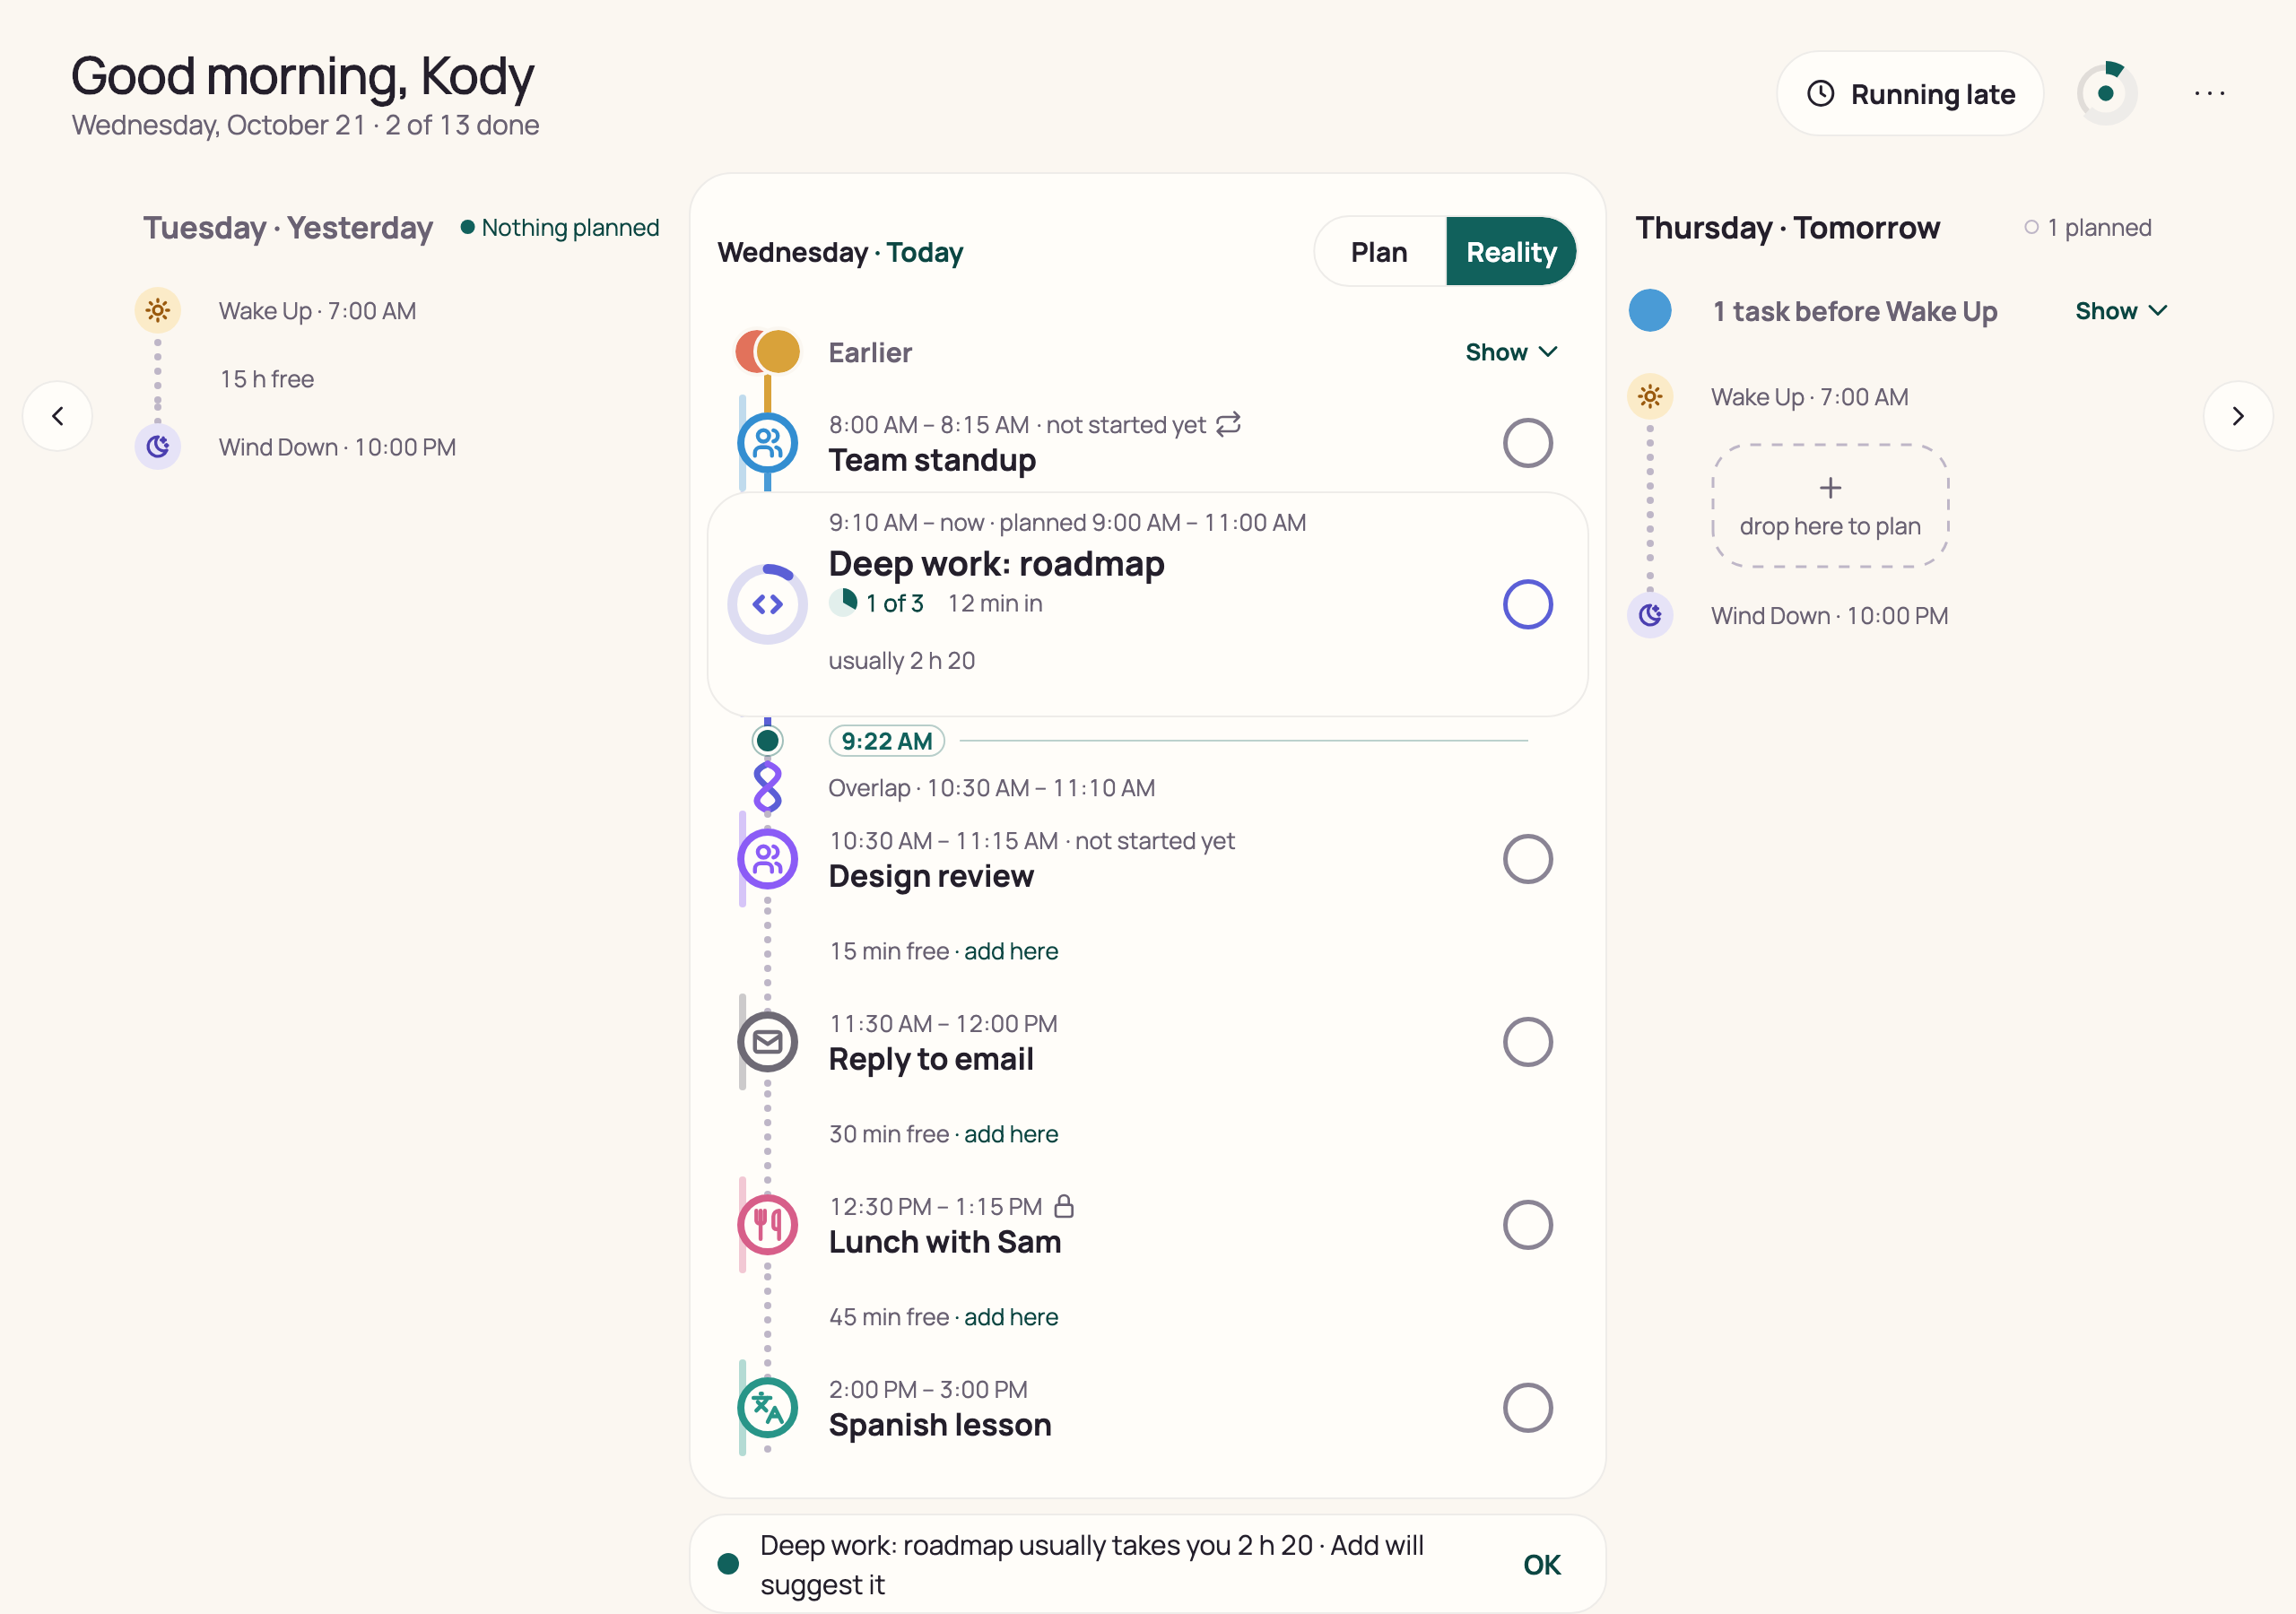 Good morning, Kody
Wednesday, October 21 · 2 of 13 done
Running late
Tuesday · Yesterday
Nothing planned
Wake Up · 7:00 AM
15 h free
Wind Down · 10:00 PM
Wednesday · Today
Plan
Reality
Earlier
Show
8:00 AM – 8:15 AM · not started yet
Team standup
9:10 AM – now · planned 9:00 AM – 11:00 AM
Deep work: roadmap
1 of 3 12 min in
usually 2 h 20
9:22 AM
Overlap · 10:30 AM – 11:10 AM
10:30 AM – 11:15 AM · not started yet
Design review
15 min free · add here
11:30 AM – 12:00 PM
Reply to email
30 min free · add here
12:30 PM – 1:15 PM
Lunch with Sam
45 min free · add here
2:00 PM – 3:00 PM
Spanish lesson
Deep work: roadmap usually takes you 2 h 20 · Add will
suggest it
OK
Thursday · Tomorrow
1 planned
1 task before Wake Up
Show
Wake Up · 7:00 AM
drop here to plan
Wind Down · 10:00 PM